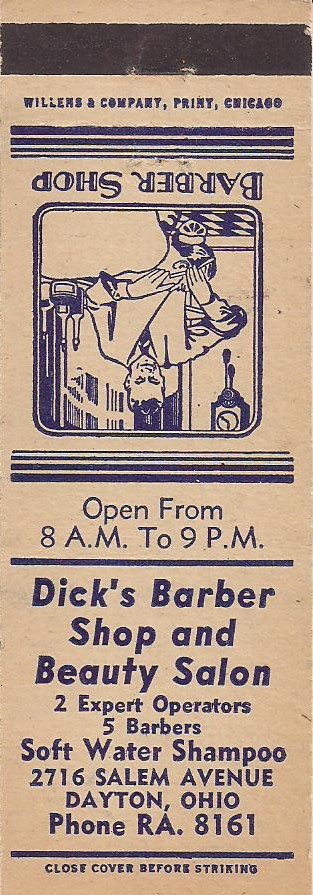 WILLENS & COMPANY, PRINT, CHICAGO
BARBER SHOP
Open From
8 A.M. To 9 P.M.
Dick's Barber
Shop and
Beauty Salon
2 Expert Operators
5 Barbers
Soft Water Shampoo
2716 SALEM AVENUE
DAYTON, OHIO
Phone RA. 8161
CLOSE COVER BEFORE STRIKING